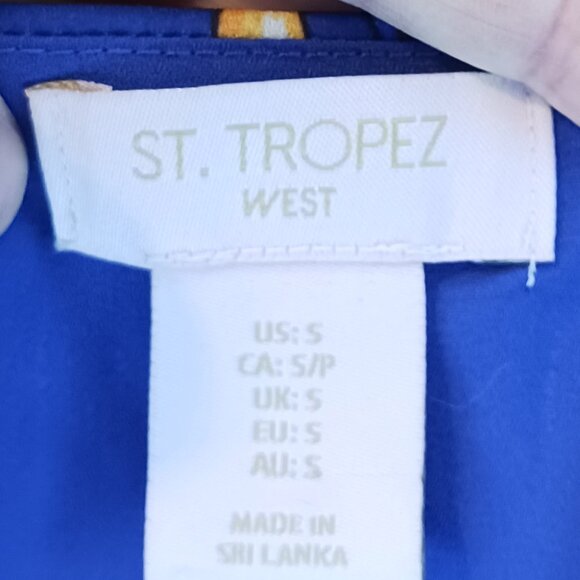 ST. TROPEZ
WEST
US: S
CA: S/P
UK: S
EU: S
AU: S
MADE IN
SRI LANKA